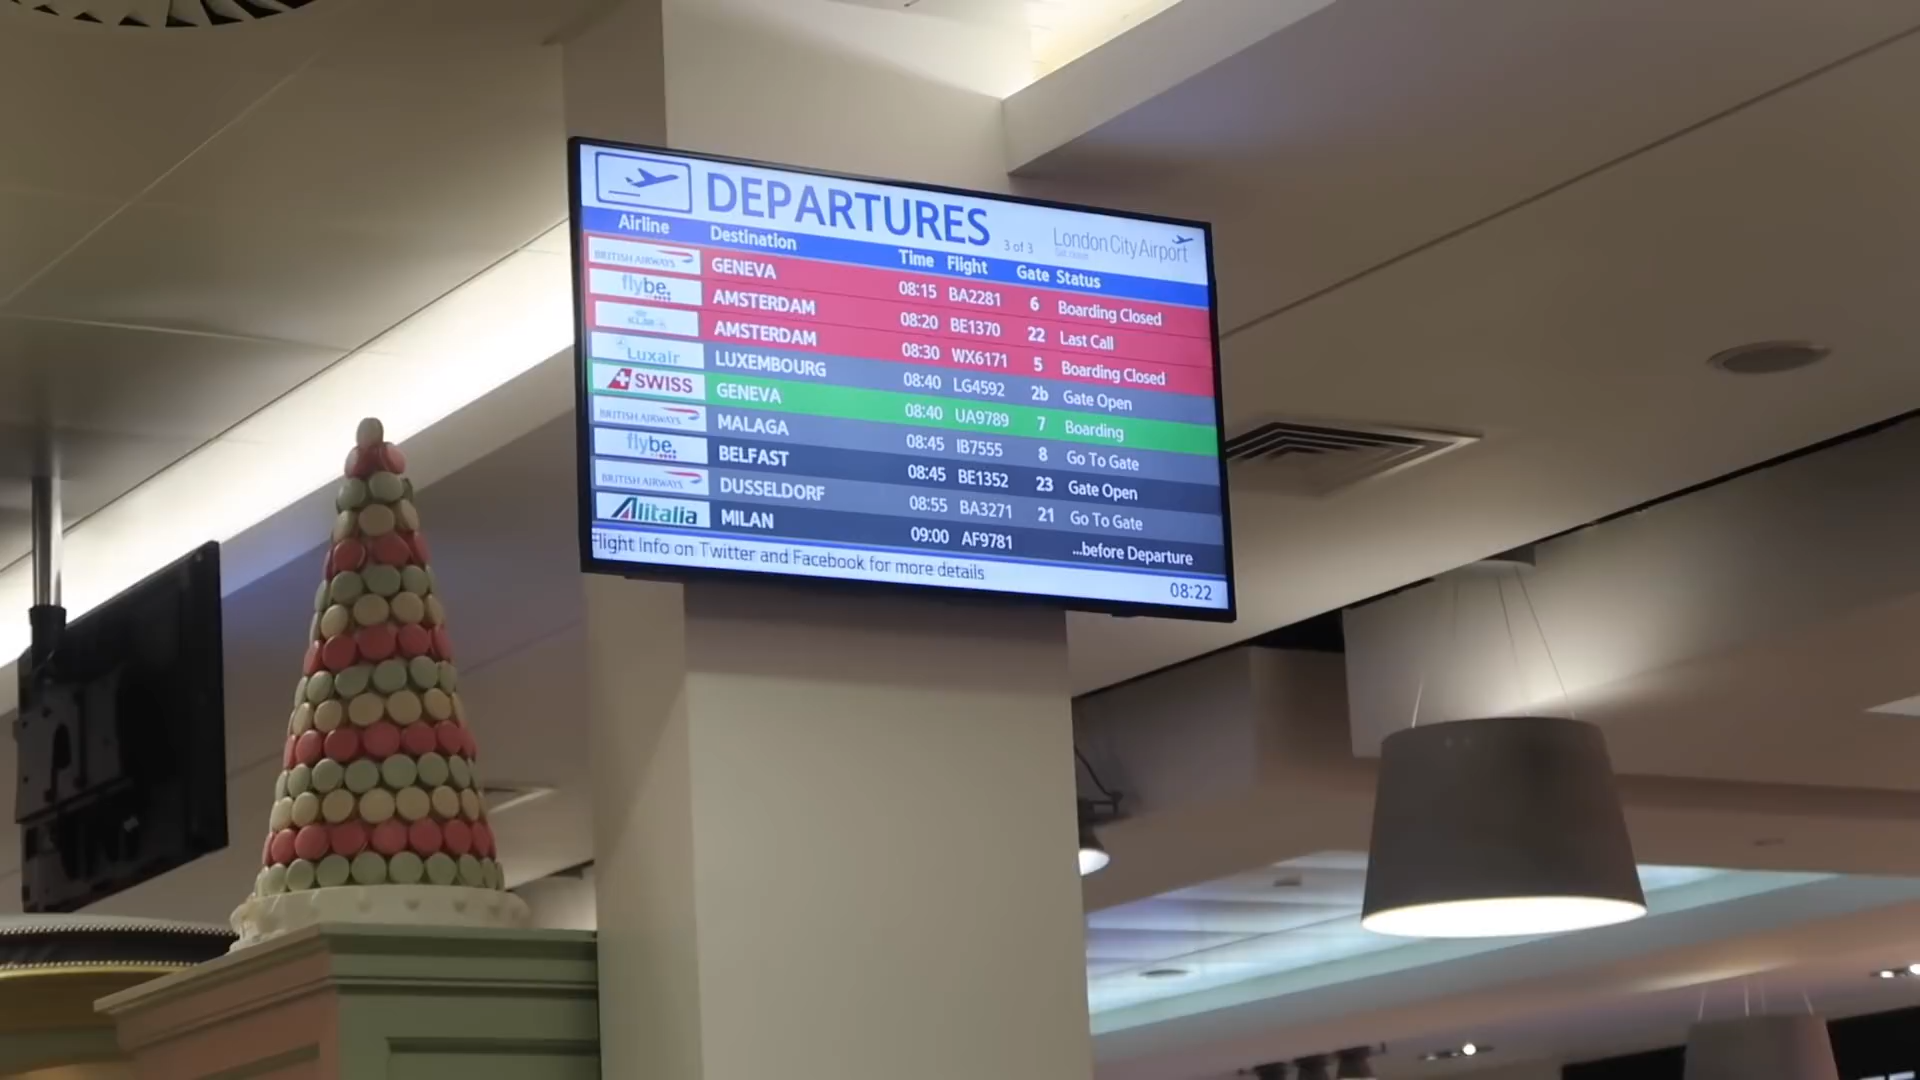 DEPARTURES 3 of 3 London City Airport
Airline Destination Time Flight Gate Status
BRITISH AIRWAYS GENEVA 08:15 BA2281 6 Boarding Closed
flybe. AMSTERDAM 08:20 BE1370 22 Last Call
KLM AMSTERDAM 08:30 WX6171 5 Boarding Closed
Luxair LUXEMBOURG 08:40 LG4592 2b Gate Open
SWISS GENEVA 08:40 UA9789 7 Boarding
BRITISH AIRWAYS MALAGA 08:45 IB7555 8 Go To Gate
flybe. BELFAST 08:45 BE1352 23 Gate Open
BRITISH AIRWAYS DUSSELDORF 08:55 BA3271 21 Go To Gate
Alitalia MILAN 09:00 AF9781 ...before Departure
Flight Info on Twitter and Facebook for more details 08:22